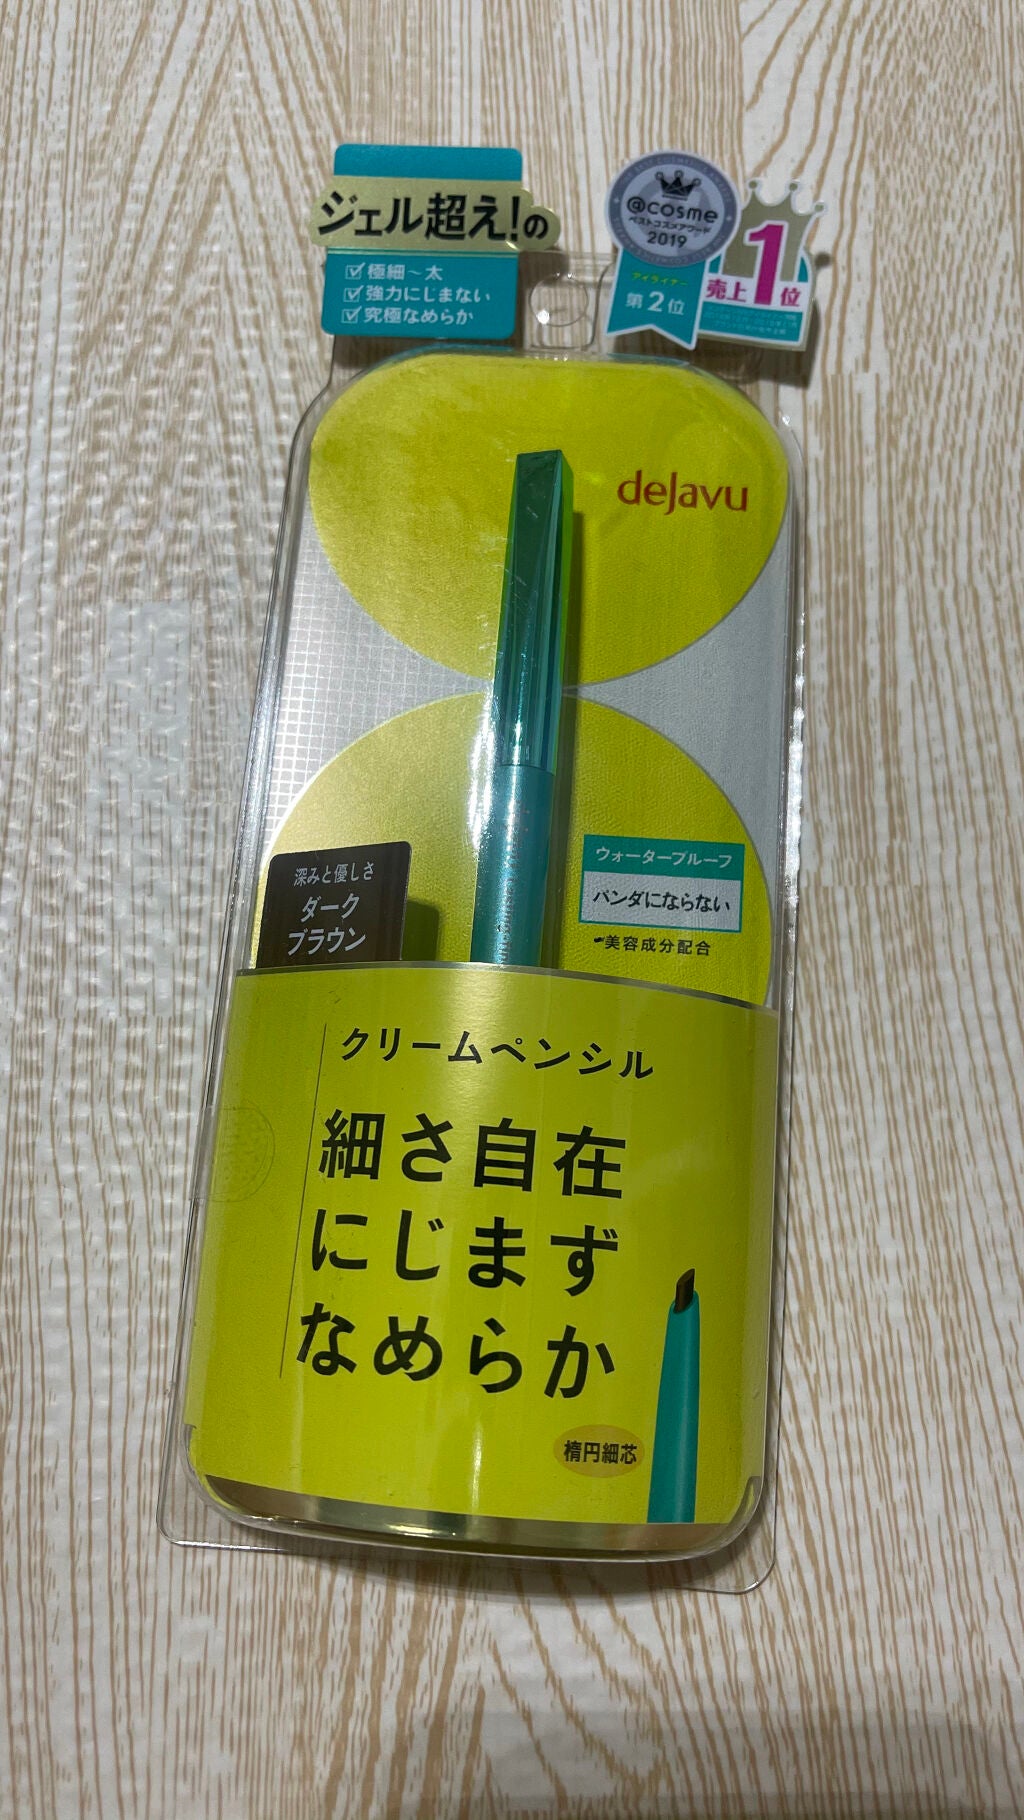 ジェル超え!の
極細～太
強力にじまない
究極なめらか
@cosme
ベストコスメアワード
2019
アイライナー
第2位
売上1位
dejavu
深みと優しさ
ダーク
ブラウン
ウォータープルーフ
パンダにならない
美容成分配合
クリームペンシル
細さ自在
にじまず
なめらか
楕円細芯